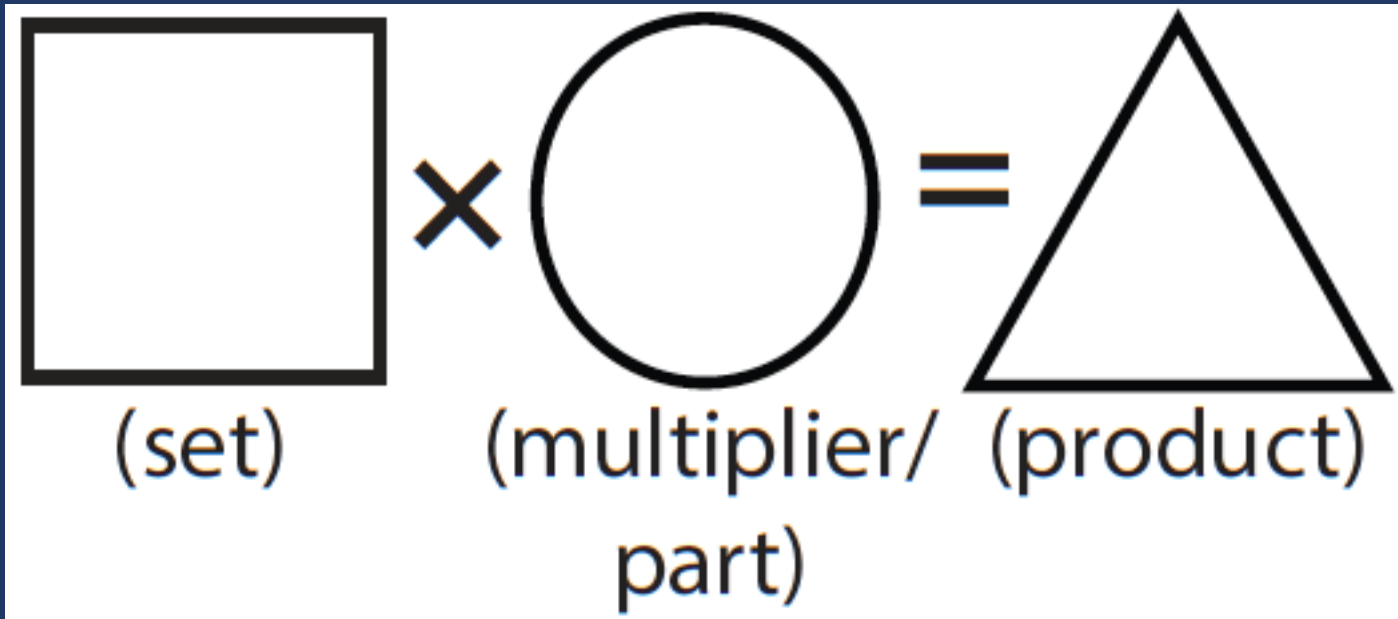 × =
(set) (multiplier/ (product)
part)